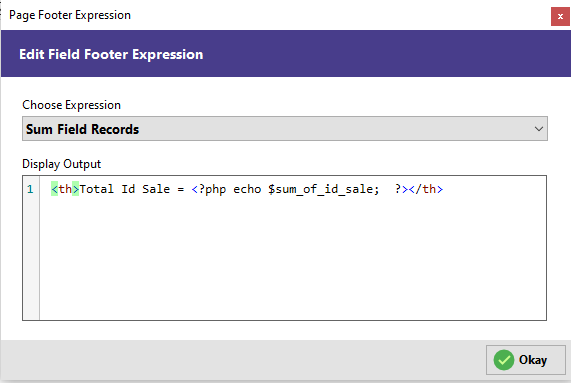 Page Footer Expression
x
Edit Field Footer Expression
Choose Expression
Sum Field Records
Display Output
1 <th>Total Id Sale = <?php echo $sum_of_id_sale;  ?></th>
Okay